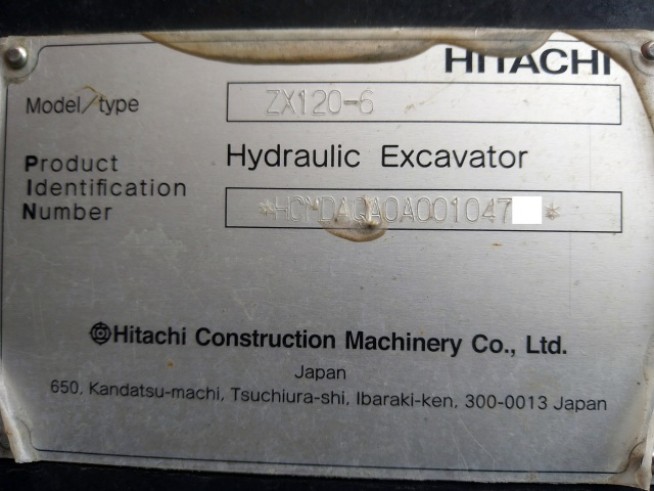 HITACHI
Model/type ZX120-6
Hydraulic Excavator
Product
Identification
Number
Hitachi Construction Machinery Co., Ltd.
Japan
650, Kandatsu-machi, Tsuchiura-shi, Ibaraki-ken, 300-0013 Japan